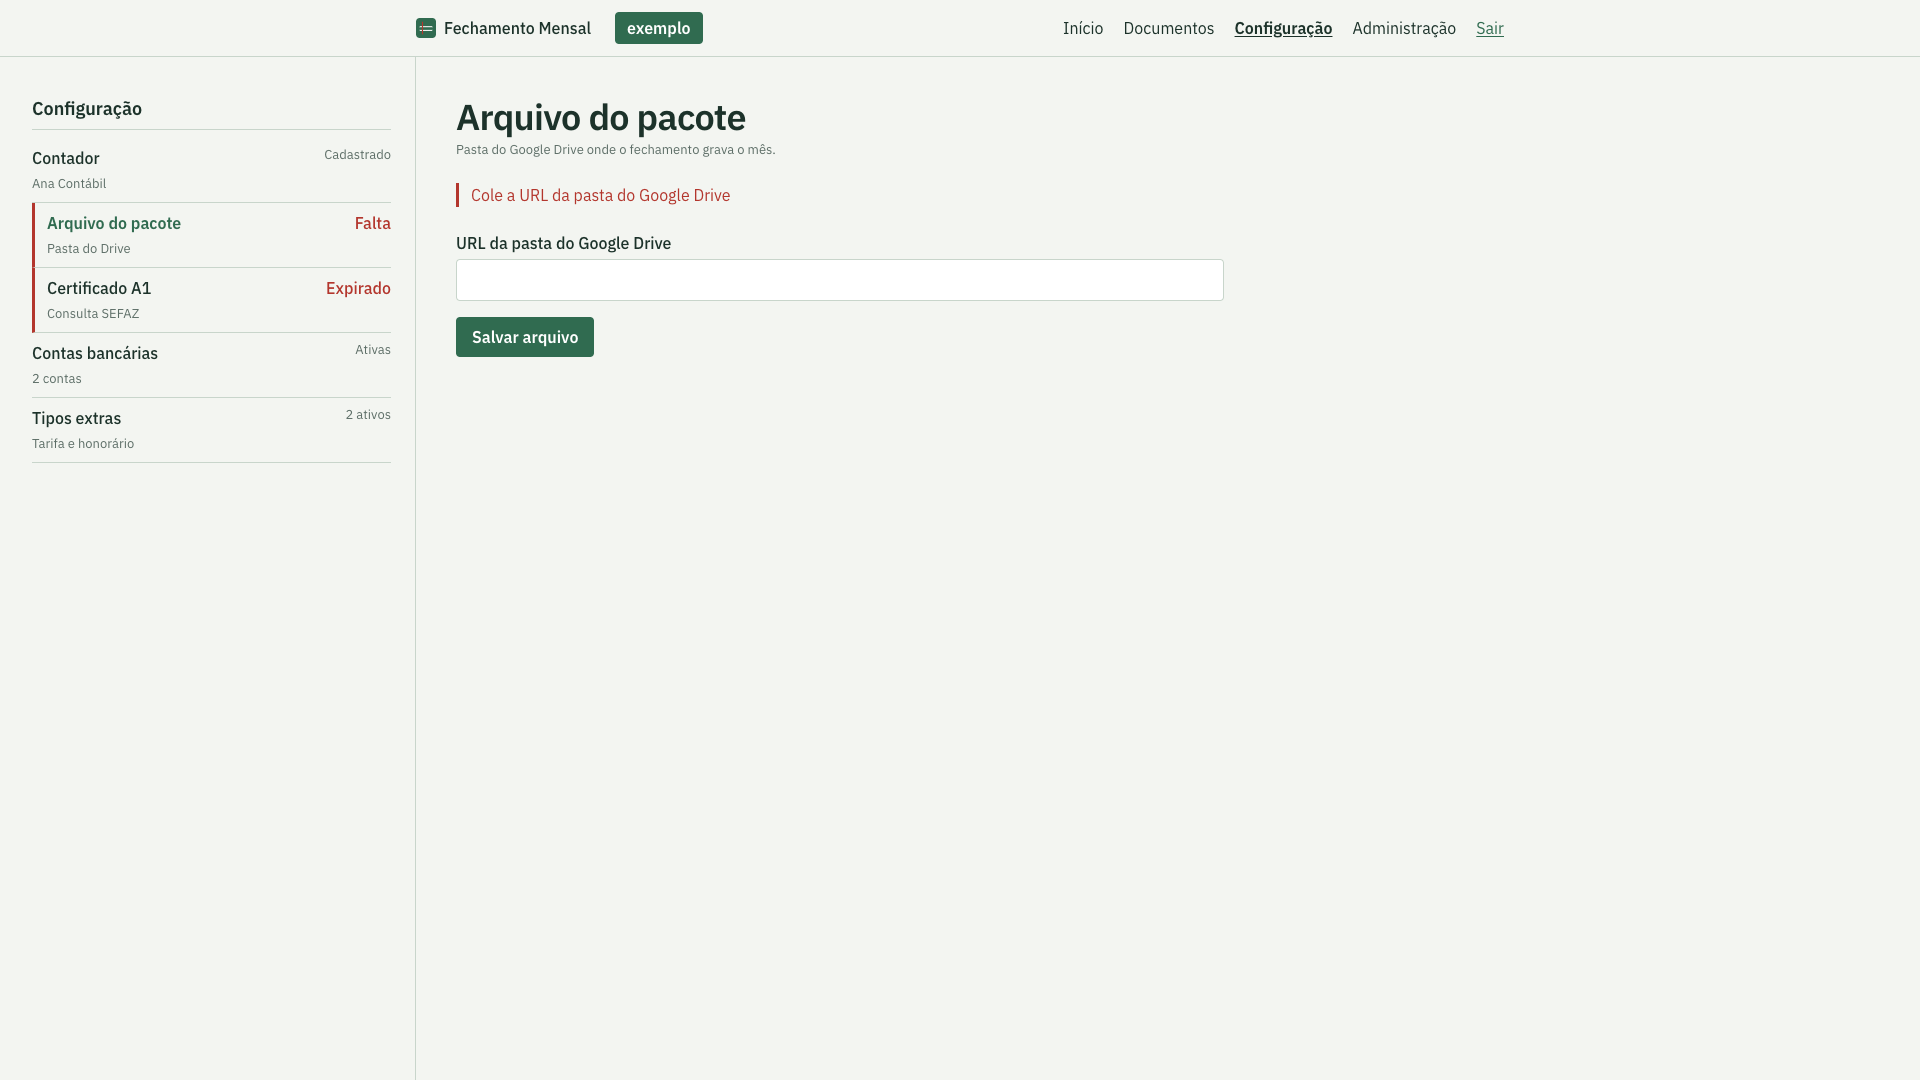 Fechamento Mensal
exemplo
Início
Documentos
Configuração
Administração
Sair
Configuração
Contador
Cadastrado
Ana Contábil
Arquivo do pacote
Falta
Pasta do Drive
Certificado A1
Expirado
Consulta SEFAZ
Contas bancárias
Ativas
2 contas
Tipos extras
2 ativos
Tarifa e honorário
Arquivo do pacote
Pasta do Google Drive onde o fechamento grava o mês.
Cole a URL da pasta do Google Drive
URL da pasta do Google Drive
Salvar arquivo